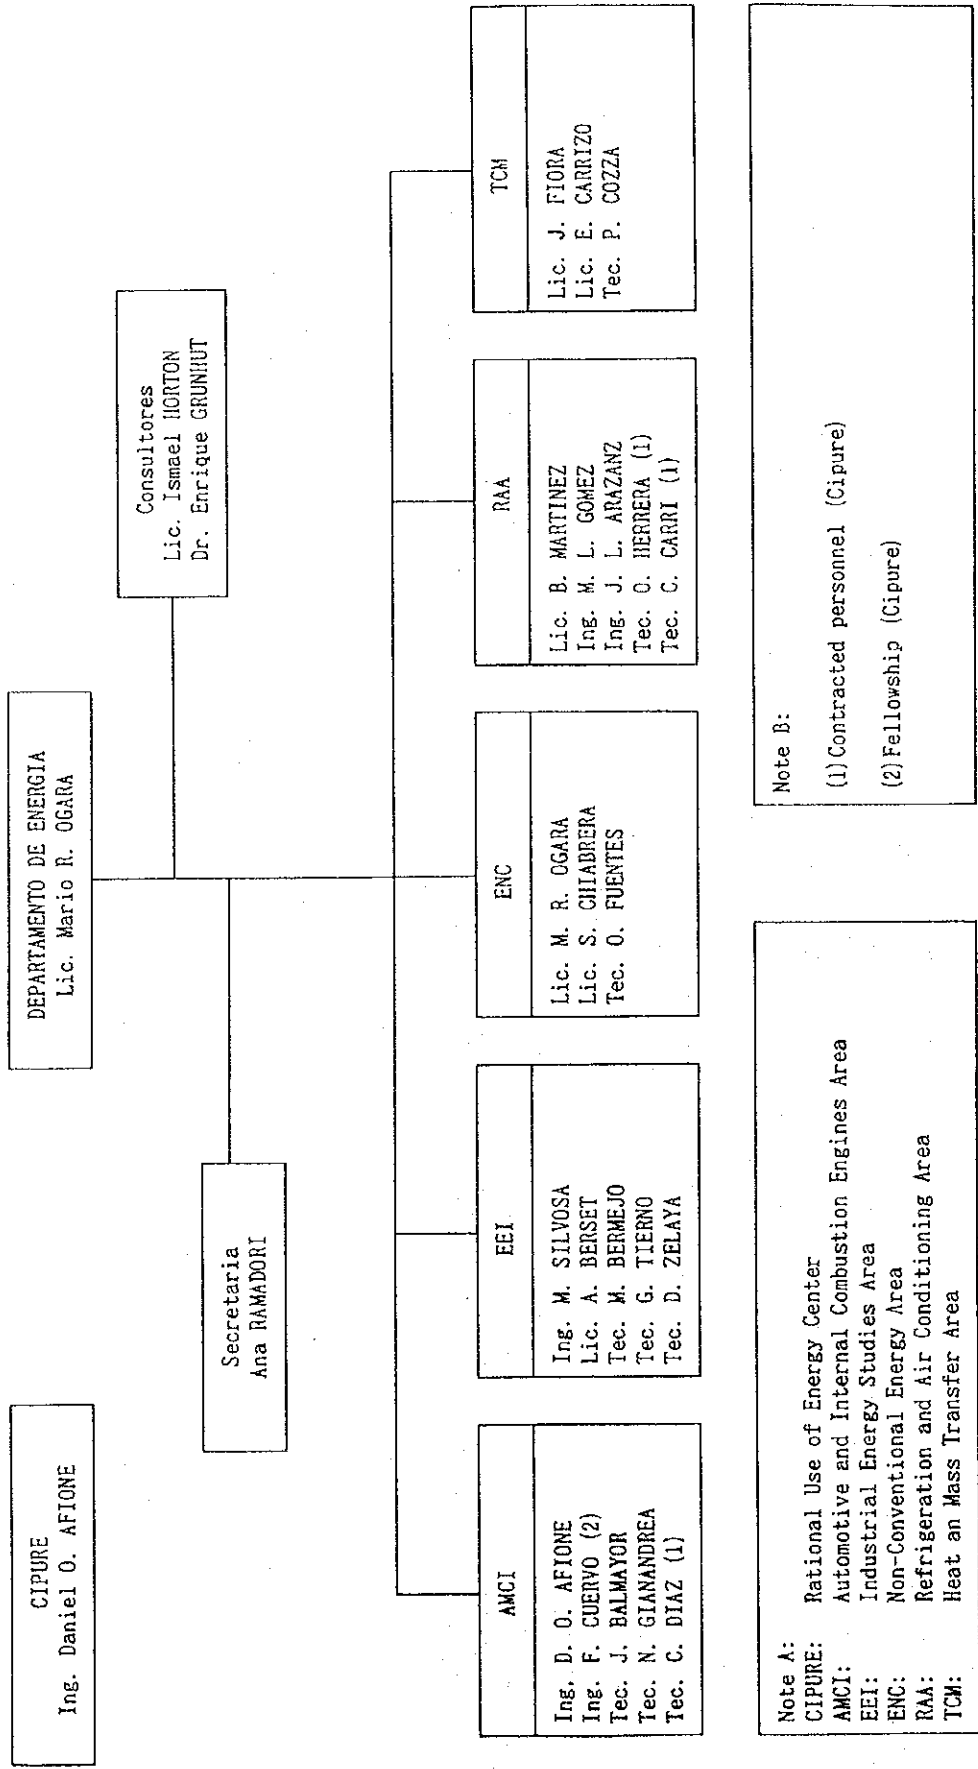 CIPURE
Ing. Daniel O. AFIONE
DEPARTAMENTO DE ENERGIA
Lic. Mario R. OGARA
Consultores
Lic. Ismael HORTON
Dr. Enrique GRUNHUT
Secretaria
Ana RAMADORI
AMCI
Ing. D. O. AFIONE
Ing. F. CUERVO (2)
Tec. J. BALMAYOR
Tec. N. GIANANDREA
Tec. C. DIAZ (1)
EEI
Ing. M. SILVOSA
Lic. A. BERSET
Tec. M. BERMEJO
Tec. G. TIERNO
Tec. D. ZELAYA
ENC
Lic. M. R. OGARA
Lic. S. CHIABRERA
Tec. O. FUENTES
RAA
Lic. B. MARTINEZ
Ing. M. L. GOMEZ
Ing. J. L. ARAZANZ
Tec. O. HERRERA (1)
Tec. C. CARRI (1)
TCM
Lic. J. FIORA
Lic. E. CARRIZO
Tec. P. COZZA
Note A:
CIPURE: Rational Use of Energy Center
AMCI: Automotive and Internal Combustion Engines Area
EEI: Industrial Energy Studies Area
ENC: Non-Conventional Energy Area
RAA: Refrigeration and Air Conditioning Area
TCM: Heat an Mass Transfer Area
Note B:
(1)Contracted personnel (Cipure)
(2)Fellowship (Cipure)